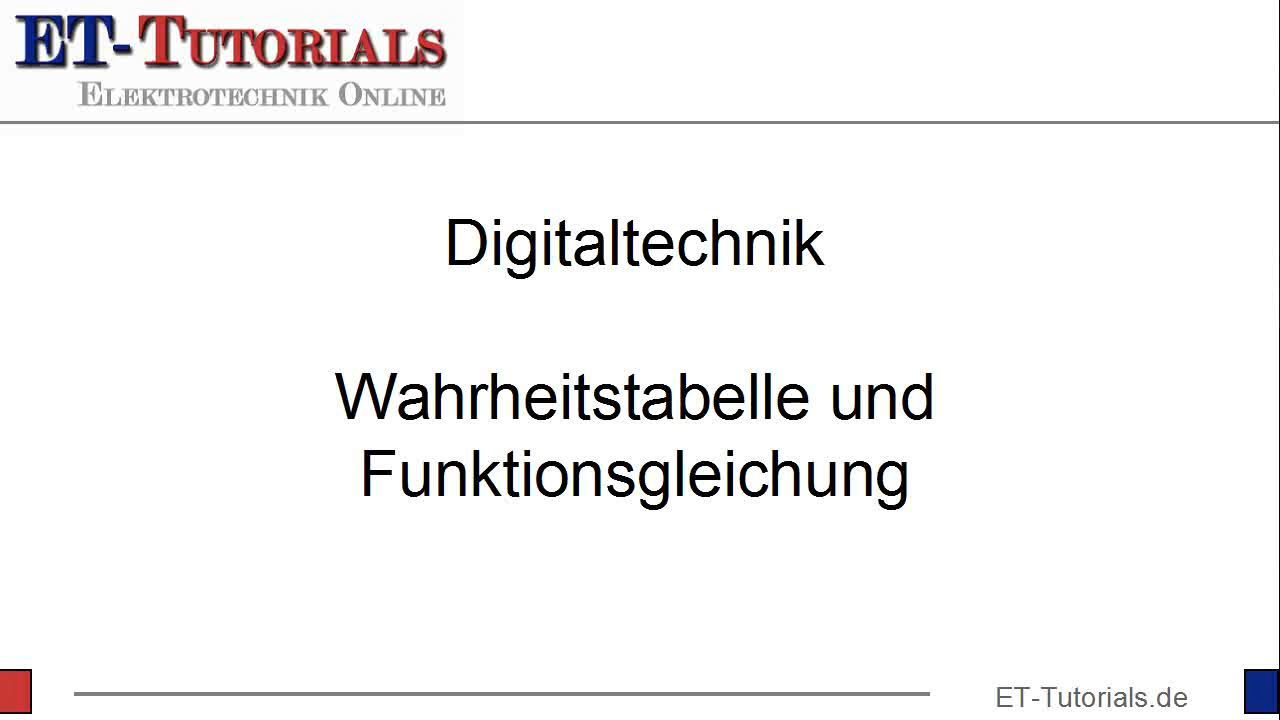 ET-TUTORIALS
ELEKTROTECHNIK ONLINE
Digitaltechnik
Wahrheitstabelle und
Funktionsgleichung
ET-Tutorials.de